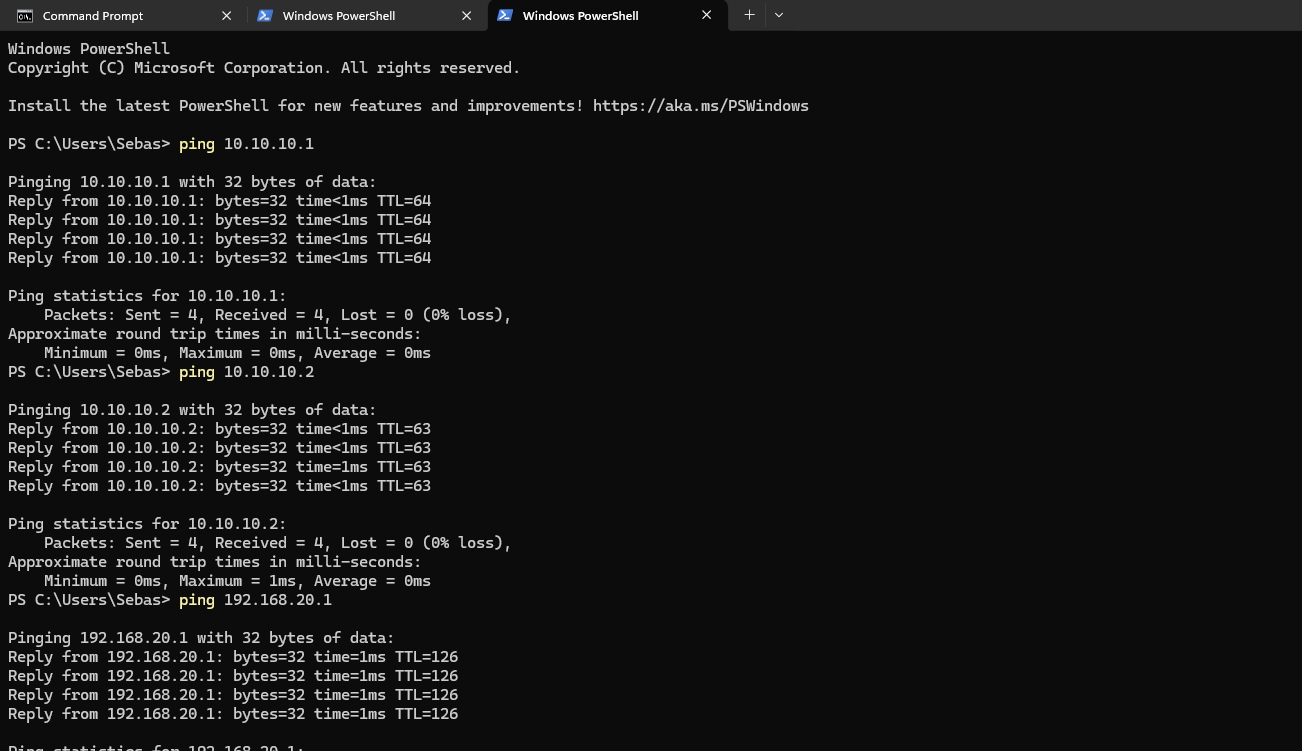 Command Prompt
Windows PowerShell
Windows PowerShell
Windows PowerShell
Copyright (C) Microsoft Corporation. All rights reserved.
Install the latest PowerShell for new features and improvements! https://aka.ms/PSWindows
PS C:\Users\Sebas> ping 10.10.10.1
Pinging 10.10.10.1 with 32 bytes of data:
Reply from 10.10.10.1: bytes=32 time<1ms TTL=64
Reply from 10.10.10.1: bytes=32 time<1ms TTL=64
Reply from 10.10.10.1: bytes=32 time<1ms TTL=64
Reply from 10.10.10.1: bytes=32 time<1ms TTL=64
Ping statistics for 10.10.10.1:
    Packets: Sent = 4, Received = 4, Lost = 0 (0% loss),
Approximate round trip times in milli-seconds:
    Minimum = 0ms, Maximum = 0ms, Average = 0ms
PS C:\Users\Sebas> ping 10.10.10.2
Pinging 10.10.10.2 with 32 bytes of data:
Reply from 10.10.10.2: bytes=32 time<1ms TTL=63
Reply from 10.10.10.2: bytes=32 time<1ms TTL=63
Reply from 10.10.10.2: bytes=32 time=1ms TTL=63
Reply from 10.10.10.2: bytes=32 time<1ms TTL=63
Ping statistics for 10.10.10.2:
    Packets: Sent = 4, Received = 4, Lost = 0 (0% loss),
Approximate round trip times in milli-seconds:
    Minimum = 0ms, Maximum = 1ms, Average = 0ms
PS C:\Users\Sebas> ping 192.168.20.1
Pinging 192.168.20.1 with 32 bytes of data:
Reply from 192.168.20.1: bytes=32 time=1ms TTL=126
Reply from 192.168.20.1: bytes=32 time=1ms TTL=126
Reply from 192.168.20.1: bytes=32 time=1ms TTL=126
Reply from 192.168.20.1: bytes=32 time=1ms TTL=126
Ping statistics for 192.168.20.1: